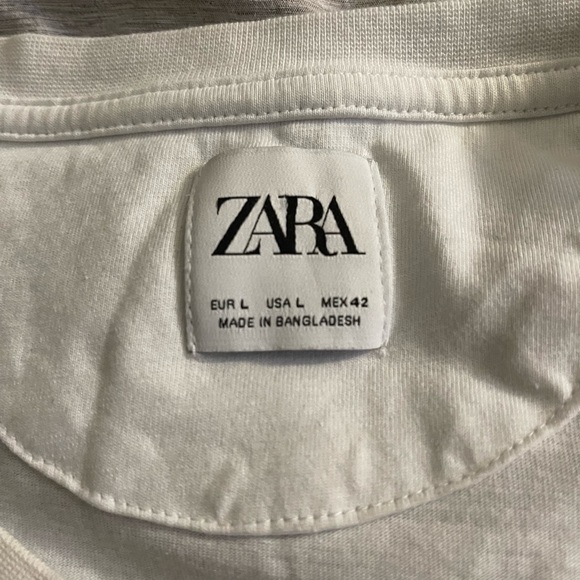 ZARA
EUR L USA L MEX 42
MADE IN BANGLADESH